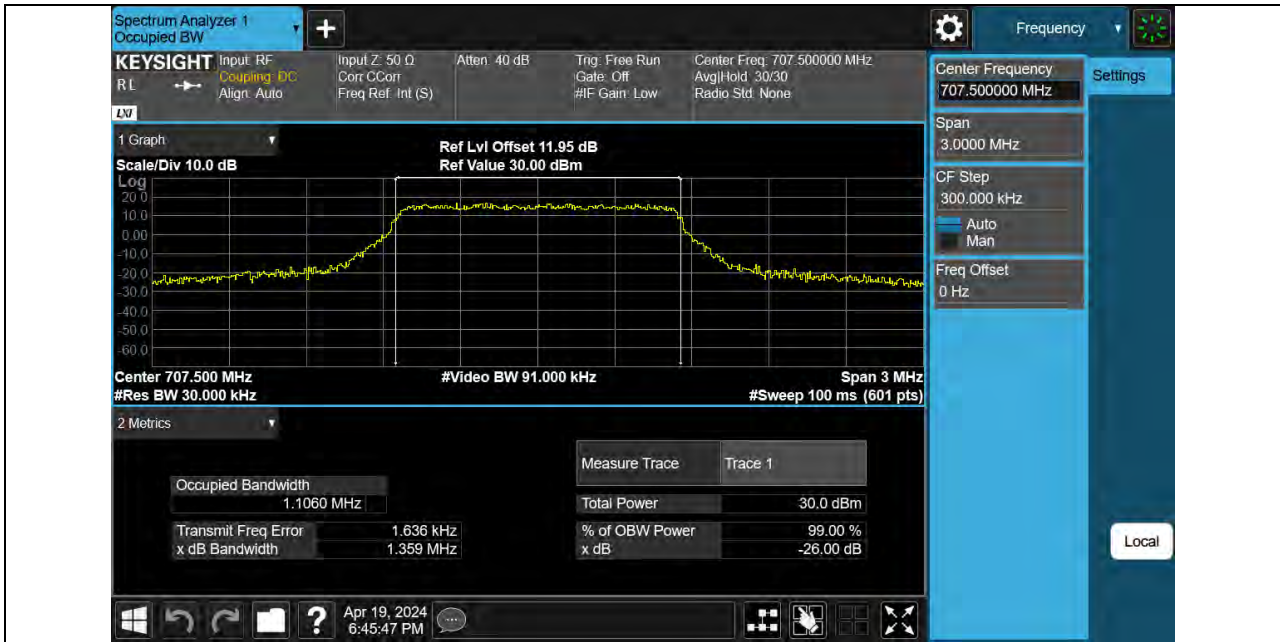 Spectrum Analyzer 1
Occupied BW
+
Frequency
KEYSIGHT
RL
LXI
Input: RF
Coupling: DC
Align: Auto
Input Z: 50 Ω
Corr CCorr
Freq Ref: Int (S)
Atten: 40 dB
Trig: Free Run
Gate: Off
#IF Gain: Low
Center Freq: 707.500000 MHz
Avg|Hold: 30/30
Radio Std: None
Center Frequency
707.500000 MHz
Settings
Span
3.0000 MHz
CF Step
300.000 kHz
Auto
Man
Freq Offset
0 Hz
Local
1 Graph
Scale/Div 10.0 dB
Ref Lvl Offset 11.95 dB
Ref Value 30.00 dBm
Log
20.0
10.0
0.00
-10.0
-20.0
-30.0
-40.0
-50.0
-60.0
Center 707.500 MHz
#Video BW 91.000 kHz
Span 3 MHz
#Res BW 30.000 kHz
#Sweep 100 ms (601 pts)
2 Metrics
Measure Trace Trace 1
Occupied Bandwidth
1.1060 MHz
Total Power 30.0 dBm
Transmit Freq Error 1.636 kHz
% of OBW Power 99.00 %
x dB Bandwidth 1.359 MHz
x dB -26.00 dB
?
Apr 19, 2024
6:45:47 PM